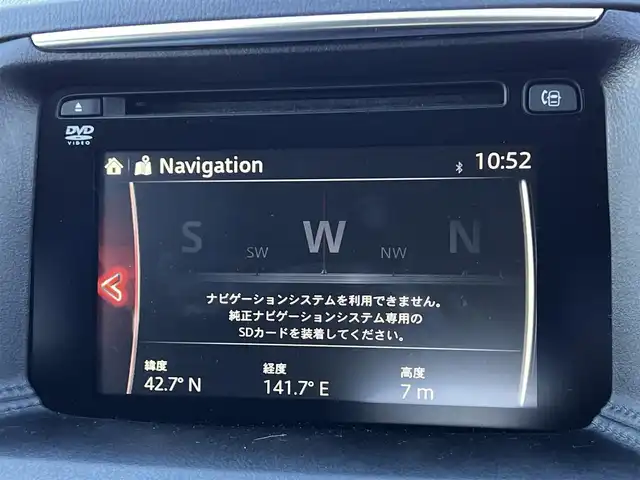 DVD
VIDEO
Navigation
10:52
S
SW
W
NW
N
ナビゲーションシステムを利用できません。
純正ナビゲーションシステム専用の
SDカードを装着してください。
緯度
経度
高度
42.7° N
141.7° E
7 m